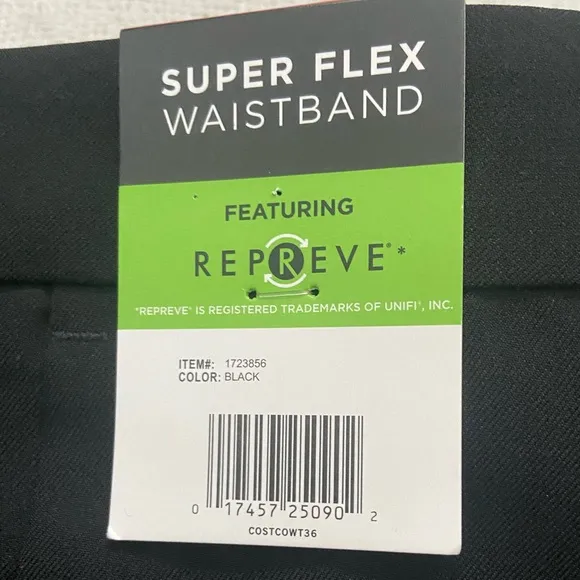 SUPER FLEX
WAISTBAND
FEATURING
REPREVE®*
*REPREVE® IS REGISTERED TRADEMARKS OF UNIFI®, INC.
ITEM#: 1723856
COLOR: BLACK
0 17457 25090 2
COSTCOWT36